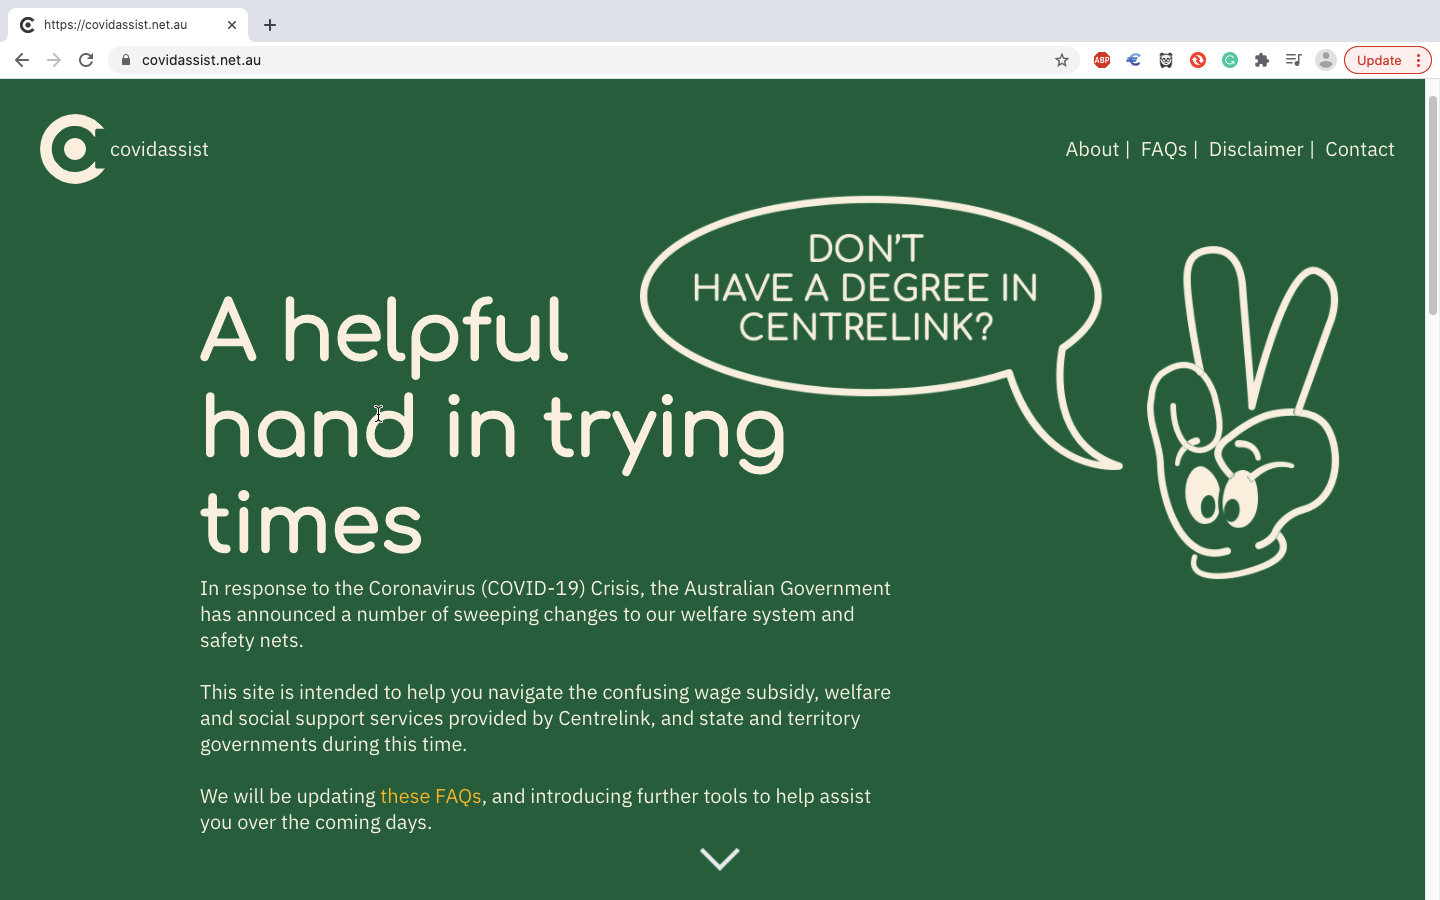 https://covidassist.net.au
covidassist.net.au
ABP
Update
covidassist
About | FAQs | Disclaimer | Contact
DON'T
HAVE A DEGREE IN
CENTRELINK?
A helpful
hand in trying
times
In response to the Coronavirus (COVID-19) Crisis, the Australian Government
has announced a number of sweeping changes to our welfare system and
safety nets.
This site is intended to help you navigate the confusing wage subsidy, welfare
and social support services provided by Centrelink, and state and territory
governments during this time.
We will be updating these FAQs, and introducing further tools to help assist
you over the coming days.